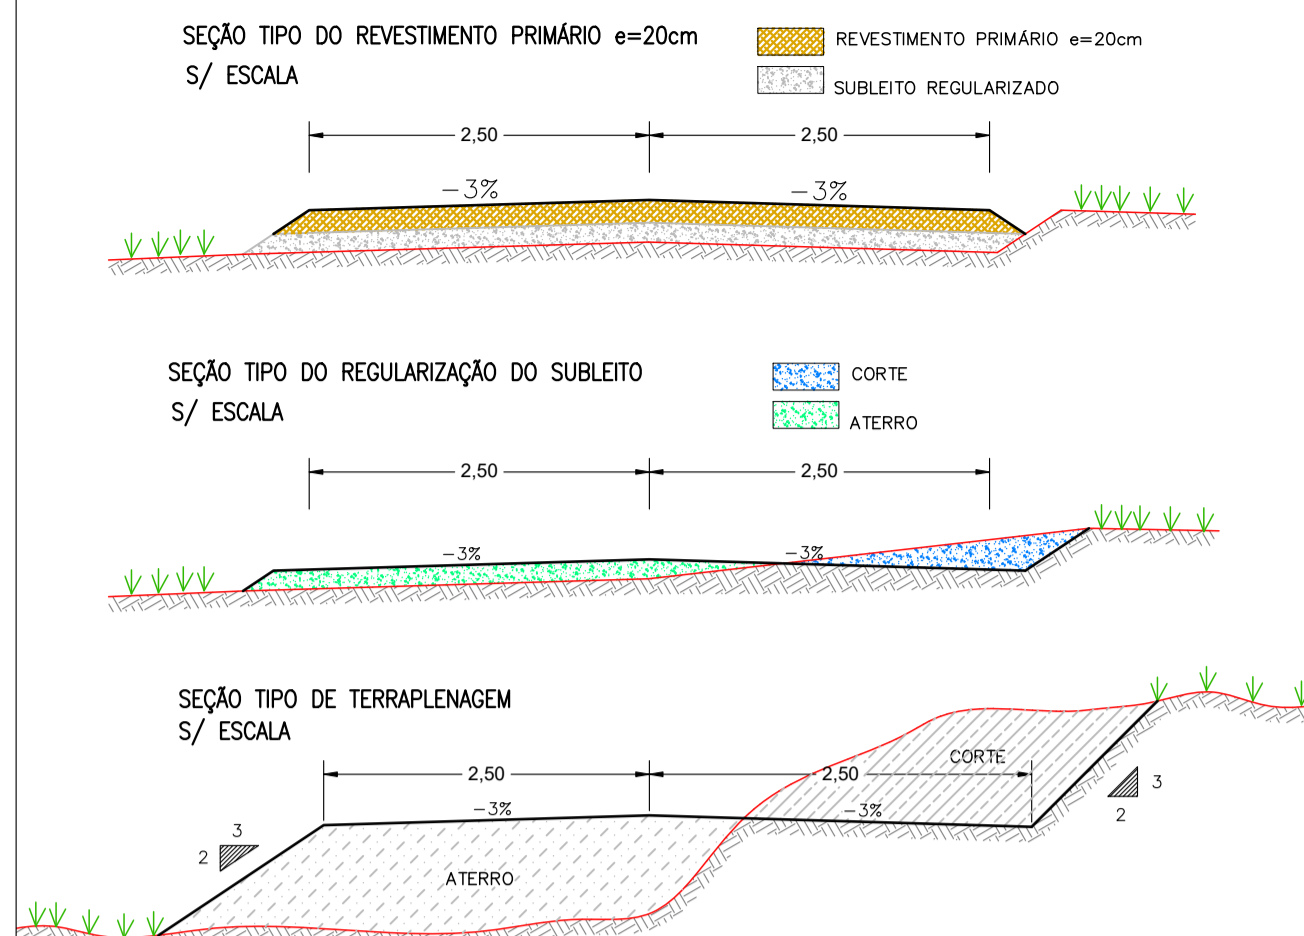 SEÇÃO TIPO DO REVESTIMENTO PRIMÁRIO e=20cm
S/ ESCALA
REVESTIMENTO PRIMÁRIO e=20cm
SUBLEITO REGULARIZADO
2,50 2,50
-3% -3%
SEÇÃO TIPO DO REGULARIZAÇÃO DO SUBLEITO
S/ ESCALA
CORTE
ATERRO
2,50 2,50
-3% -3%
SEÇÃO TIPO DE TERRAPLENAGEM
S/ ESCALA
CORTE
2,50 2,50
3
2
-3% -3%
3
2
ATERRO